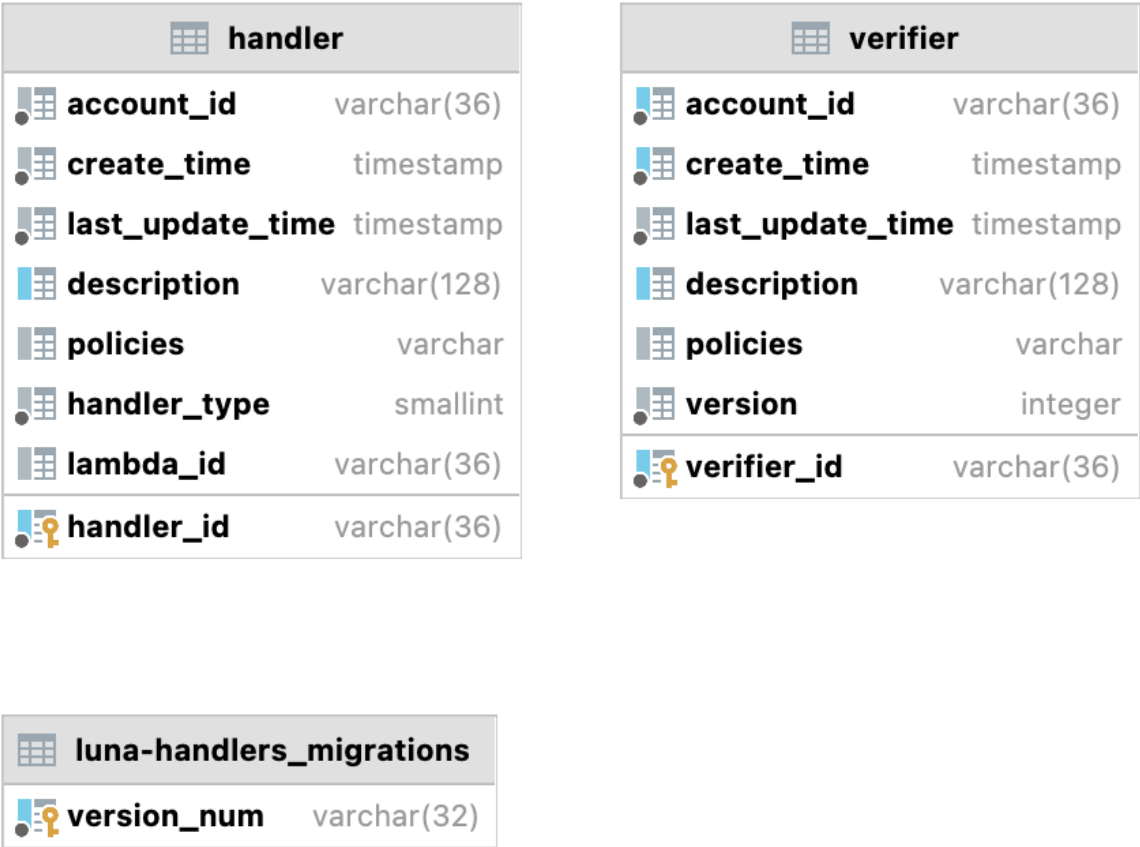 handler
account_id varchar(36)
create_time timestamp
last_update_time timestamp
description varchar(128)
policies varchar
handler_type smallint
lambda_id varchar(36)
handler_id varchar(36)
verifier
account_id varchar(36)
create_time timestamp
last_update_time timestamp
description varchar(128)
policies varchar
version integer
verifier_id varchar(36)
luna-handlers_migrations
version_num varchar(32)